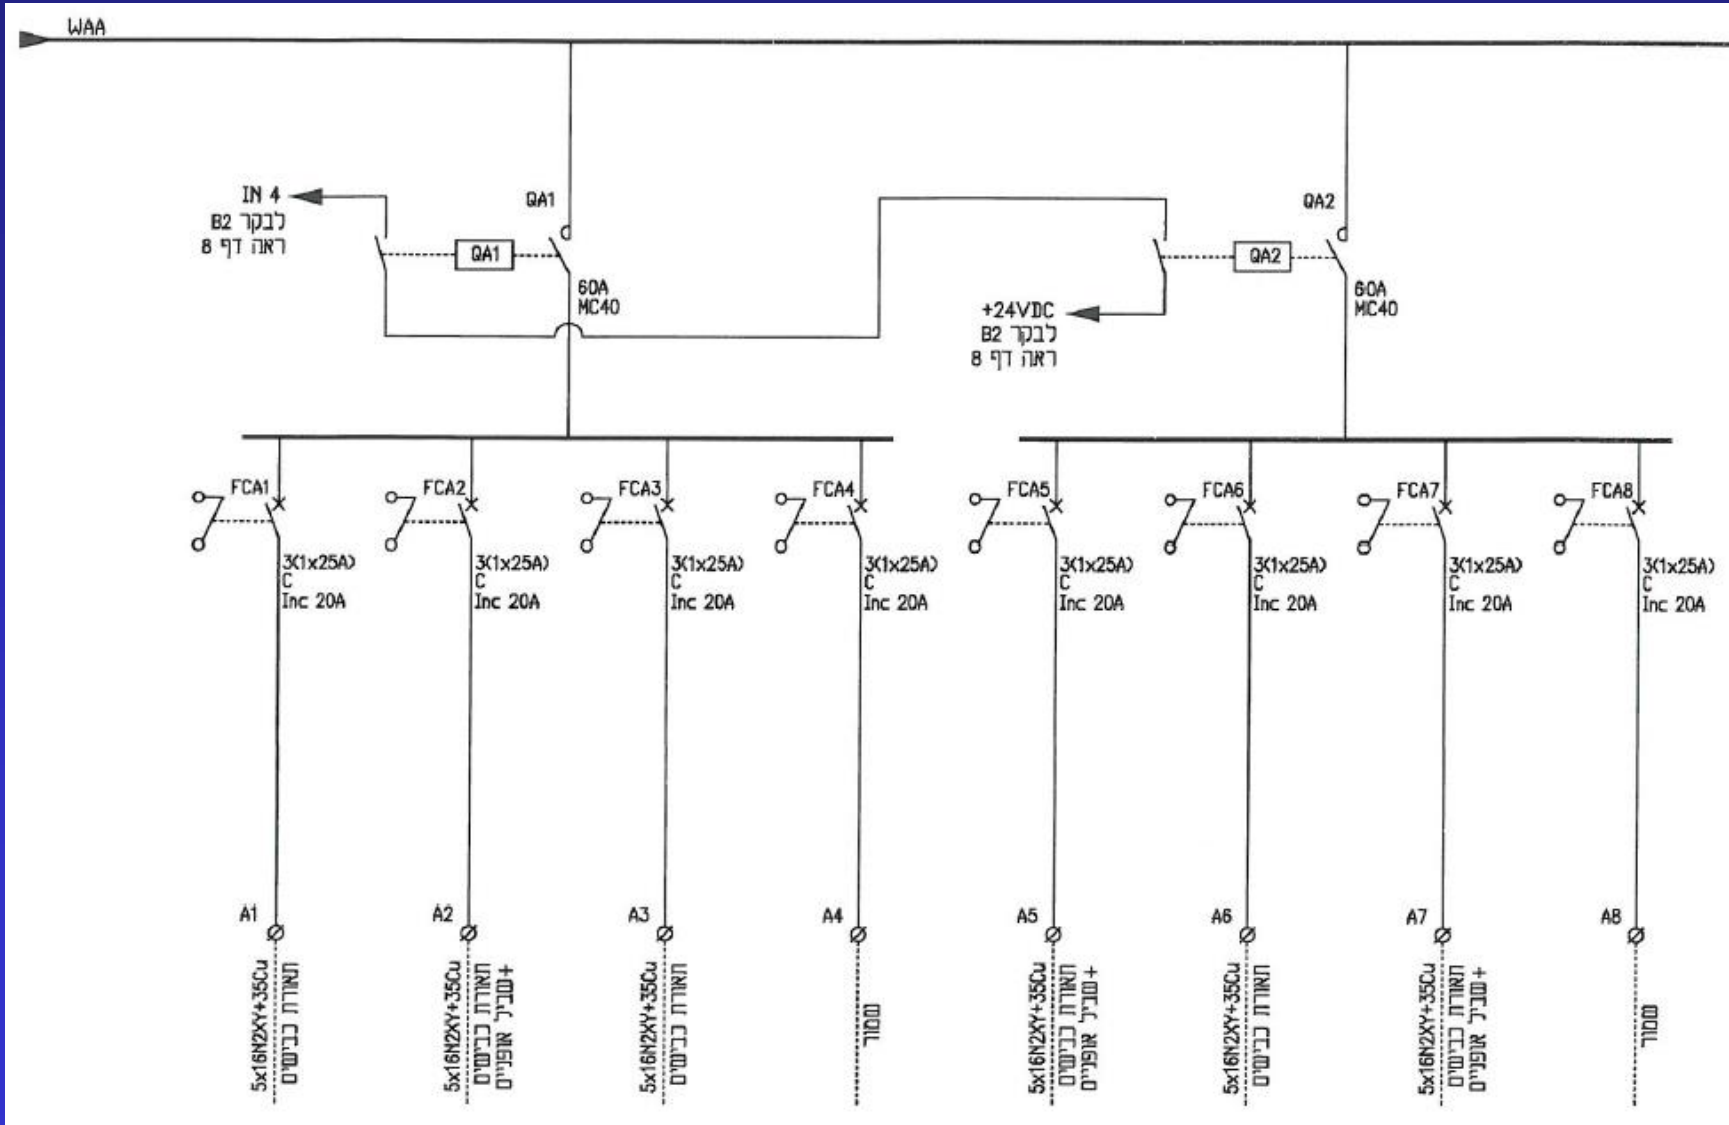 WAA
IN 4
לבקר B2
ראה דף 8
QA1
QA1
60A
MC40
QA2
QA2
60A
MC40
+24VDC
לבקר B2
ראה דף 8
FCA1
3(1x25A)
C
Inc 20A
FCA2
3(1x25A)
C
Inc 20A
FCA3
3(1x25A)
C
Inc 20A
FCA4
3(1x25A)
C
Inc 20A
FCA5
3(1x25A)
C
Inc 20A
FCA6
3(1x25A)
C
Inc 20A
FCA7
3(1x25A)
C
Inc 20A
FCA8
3(1x25A)
C
Inc 20A
A1
5x16N2XY+35Cu
תאורת כבישים
A2
5x16N2XY+35Cu
תאורת כבישים
+שביל אופניים
A3
5x16N2XY+35Cu
תאורת כבישים
A4
שמור
A5
5x16N2XY+35Cu
תאורת כבישים
+שביל אופניים
A6
5x16N2XY+35Cu
תאורת כבישים
A7
5x16N2XY+35Cu
תאורת כבישים
+שביל אופניים
A8
שמור